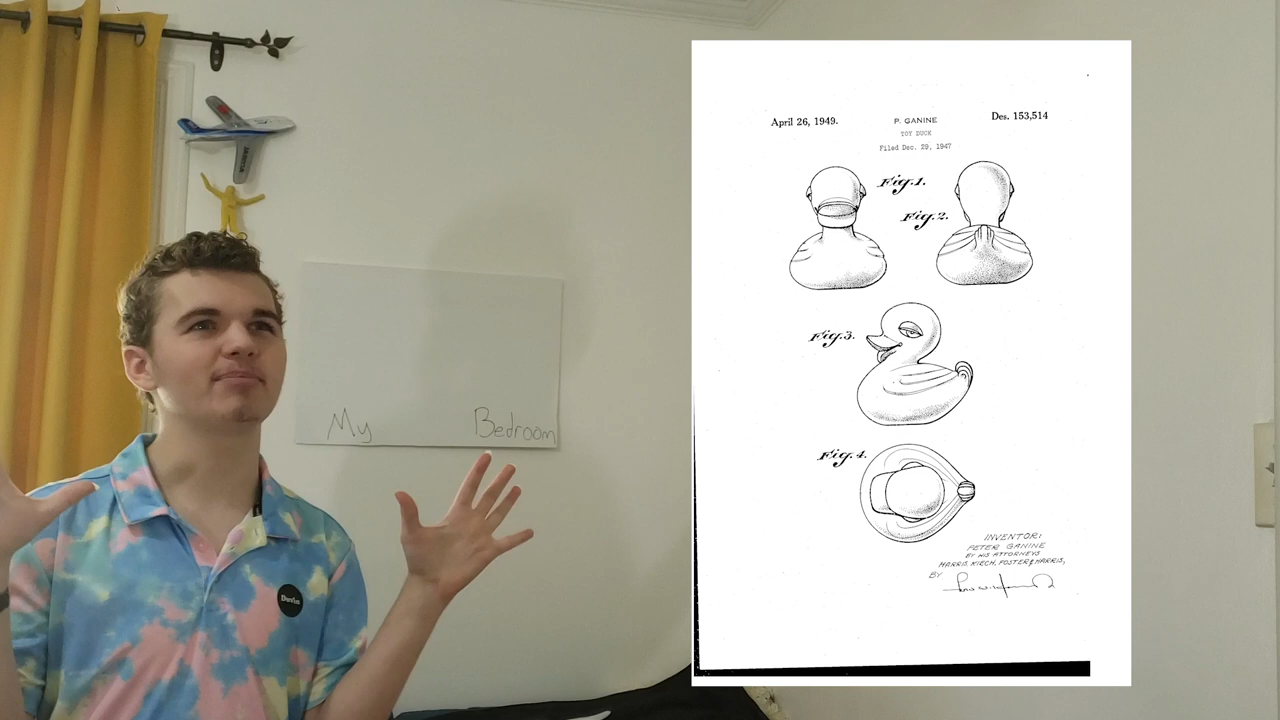 My Bedroom
Dustin
April 26, 1949.
P. GANINE
Des. 153,514
TOY DUCK
Filed Dec. 29, 1947
Fig.1.
Fig.2.
Fig.3.
Fig.4.
INVENTOR:
PETER GANINE
BY HIS ATTORNEYS
HARRIS, KIECH, FOSTER & HARRIS,
BY